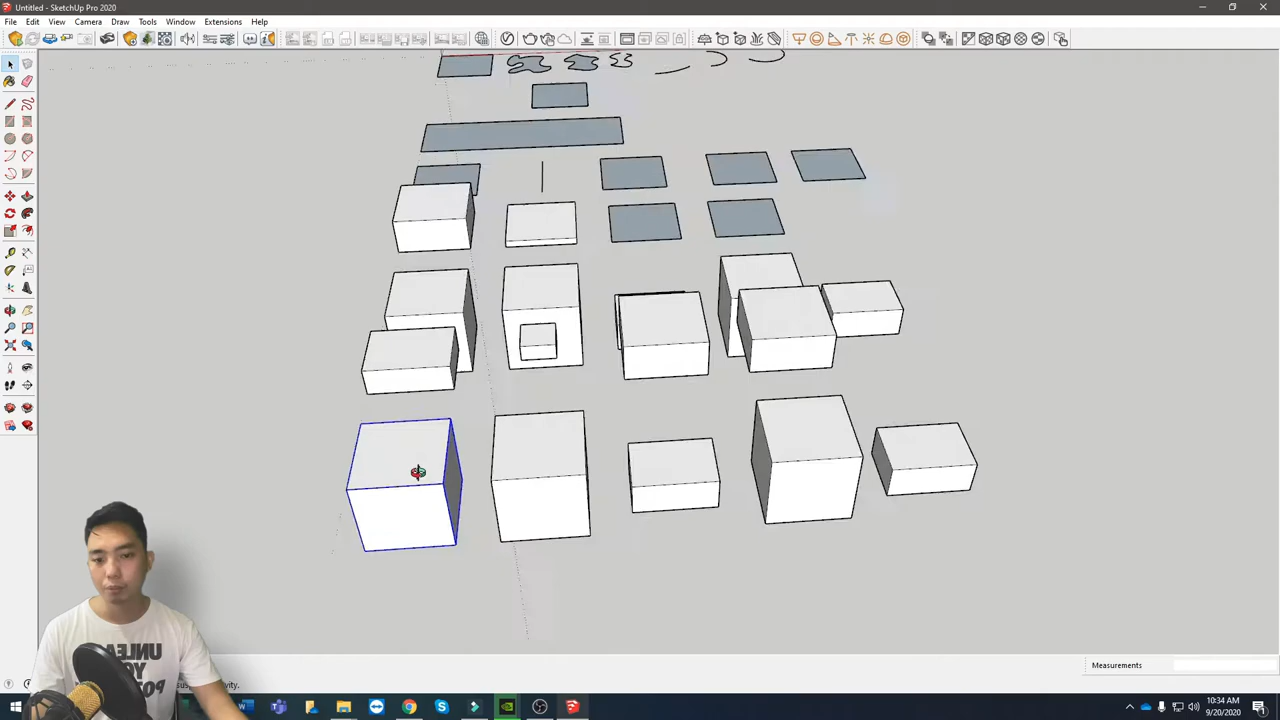 Untitled - SketchUp Pro 2020
File Edit View Camera Draw Tools Window Extensions Help
Measurements
10:34 AM
9/20/2020
UNLEA